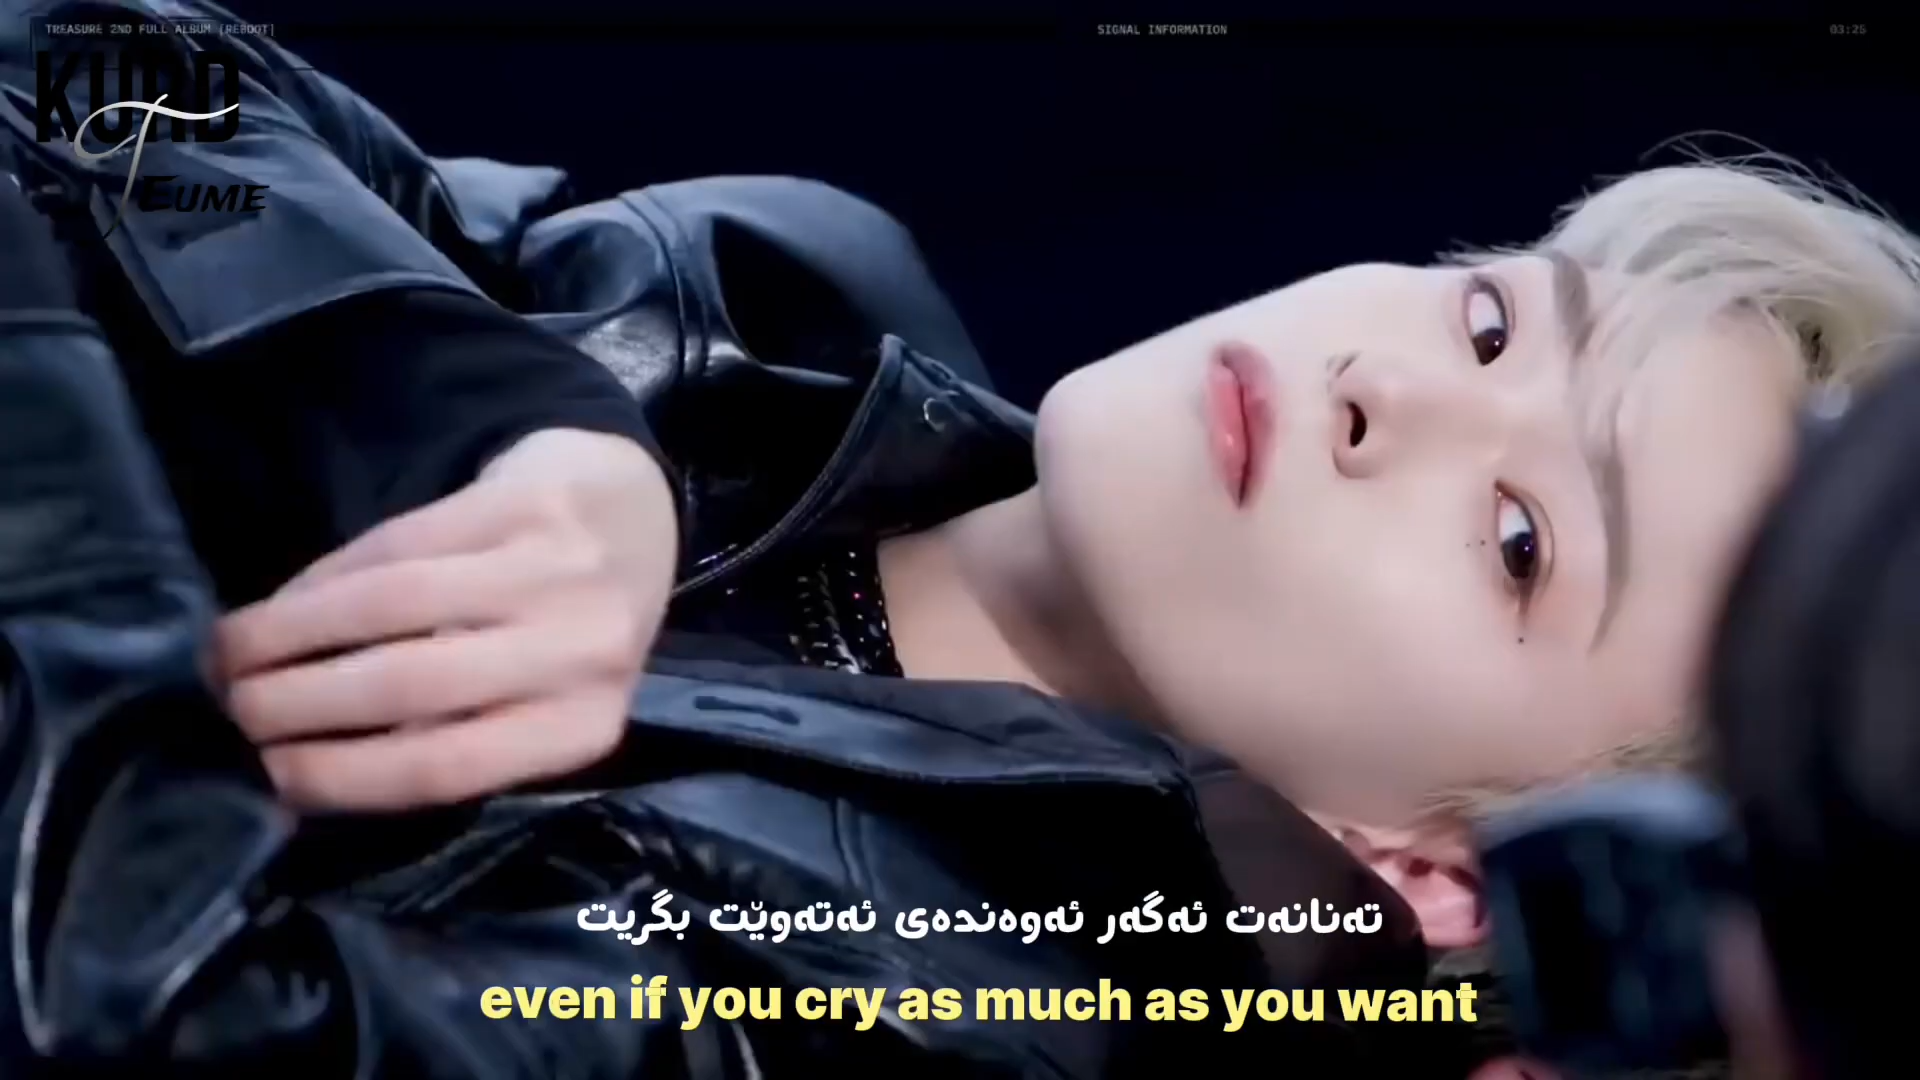 TREASURE 2ND FULL ALBUM [REBOOT]
SIGNAL INFORMATION
03:25
KURD
TEUME
تەنانەت ئەگەر ئەوەندەی ئەتەوێت بگریت
even if you cry as much as you want